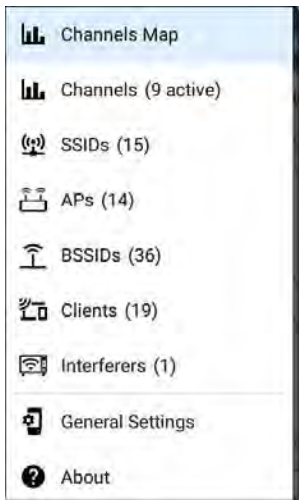 Channels Map
Channels (9 active)
SSIDs (15)
APs (14)
BSSIDs (36)
Clients (19)
Interferers (1)
General Settings
About